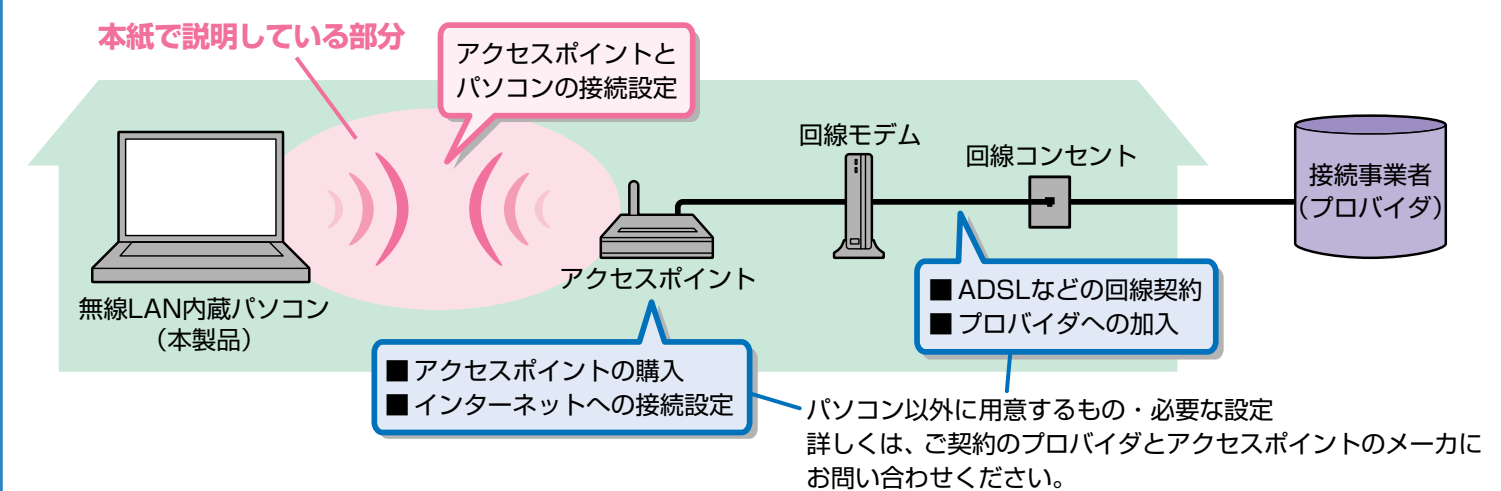 本紙で説明している部分
アクセスポイントと
パソコンの接続設定
回線モデム
回線コンセント
接続事業者
(プロバイダ)
アクセスポイント
無線LAN内蔵パソコン
(本製品)
■ ADSLなどの回線契約
■ プロバイダへの加入
■ アクセスポイントの購入
■ インターネットへの接続設定
パソコン以外に用意するもの・必要な設定
詳しくは、ご契約のプロバイダとアクセスポイントのメーカに
お問い合わせください。